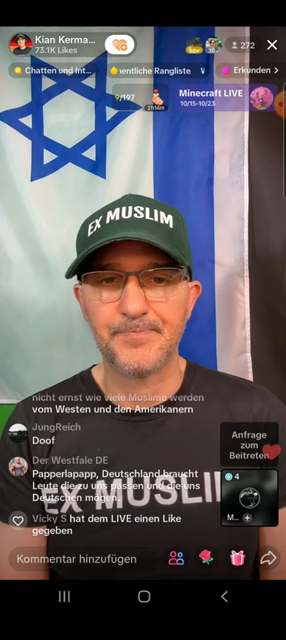 Kian Kerma...
73.1K Likes
272
Chatten und Int...
entliche Rangliste
Erkunden >
9/197
2h14m
Minecraft LIVE
10/15-10/23
EX MUSLIM
nicht ernst wie viele Muslime werden
vom Westen und den Amerikanern
JungReich
Doof
Der Westfale DE
Papperlapapp, Deutschland braucht
Leute die zu uns passen und die uns
Deutschen mögen.
EX MUSLIM
Vicky S hat dem LIVE einen Like
gegeben
Anfrage
zum
Beitreten
4
M... +
Kommentar hinzufügen